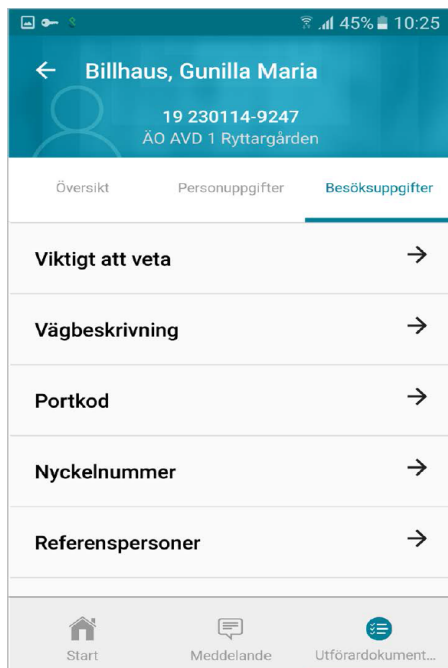 45% 10:25
Billhaus, Gunilla Maria
19 230114-9247
ÄO AVD 1 Ryttargården
Översikt Personuppgifter Besöksuppgifter
Viktigt att veta
Vägbeskrivning
Portkod
Nyckelnummer
Referenspersoner
Start Meddelande Utförardokument...